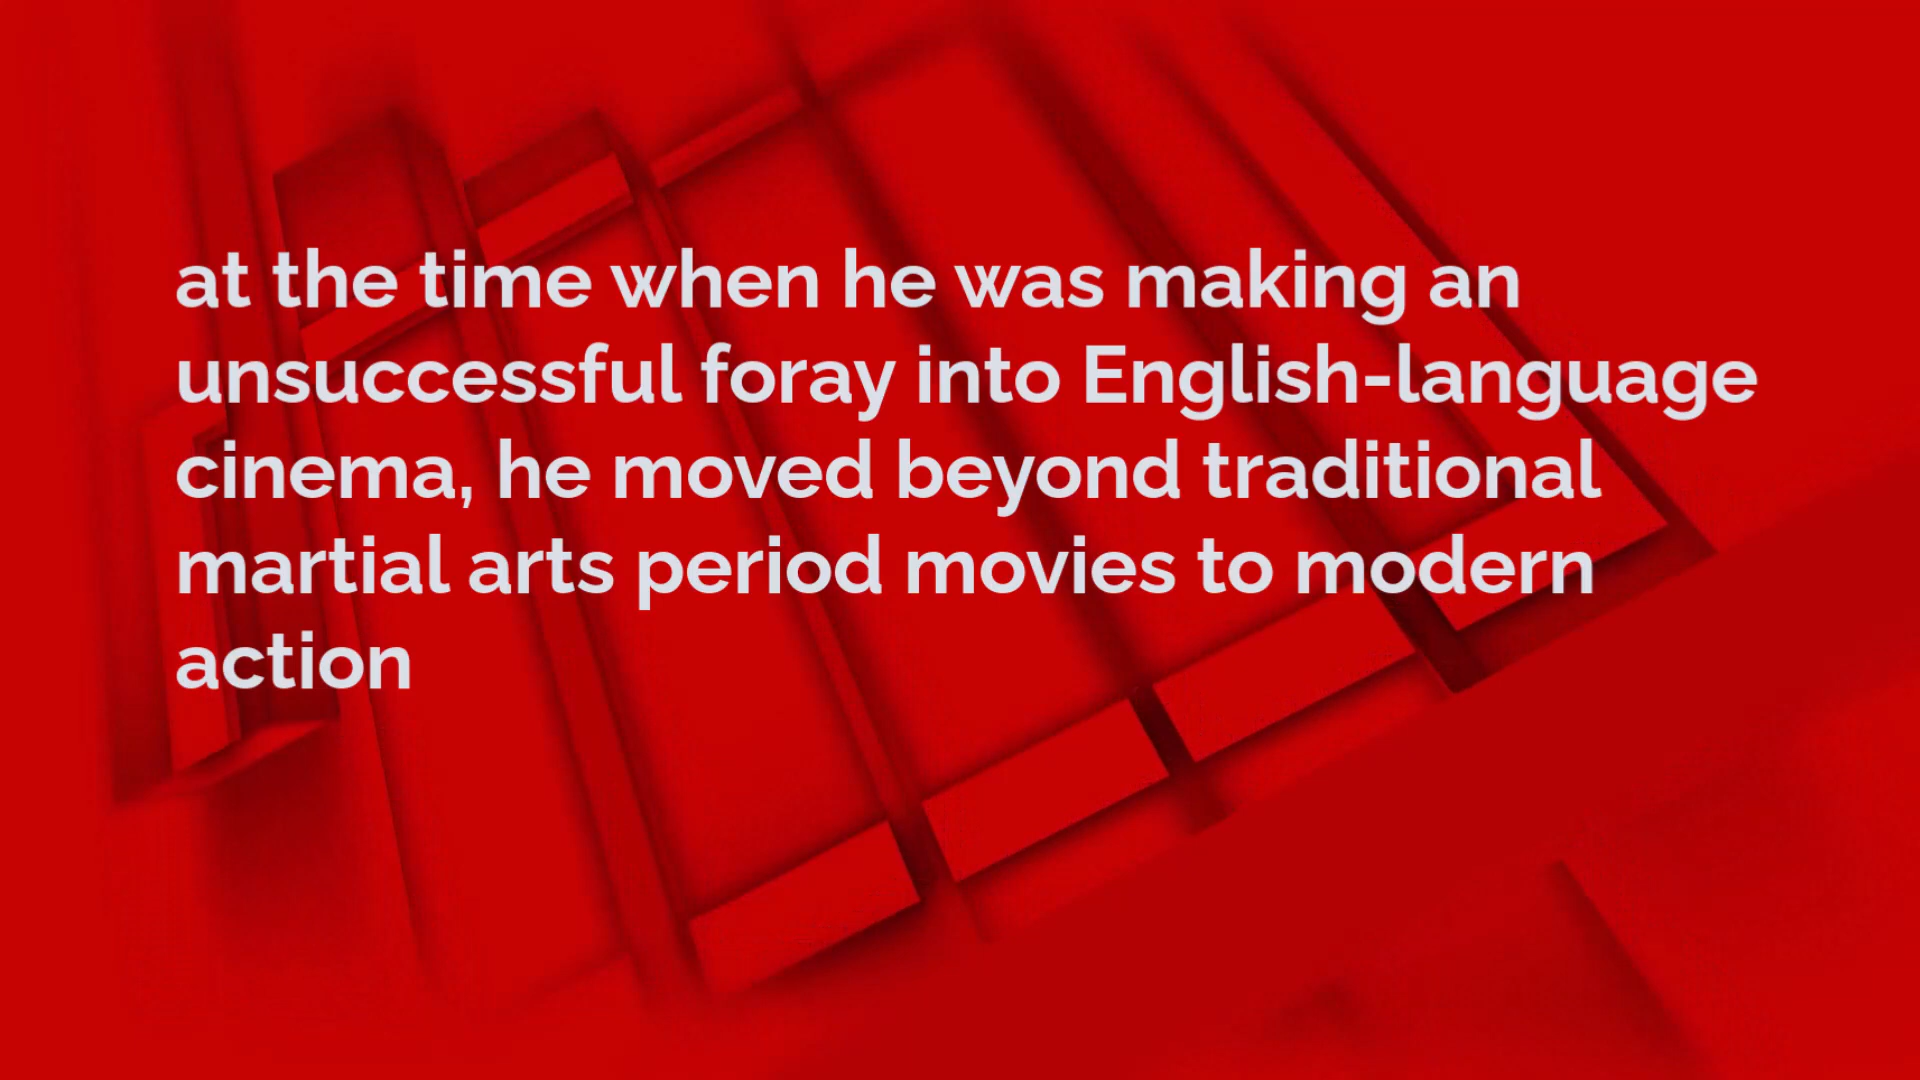 at the time when he was making an
unsuccessful foray into English-language
cinema, he moved beyond traditional
martial arts period movies to modern
action